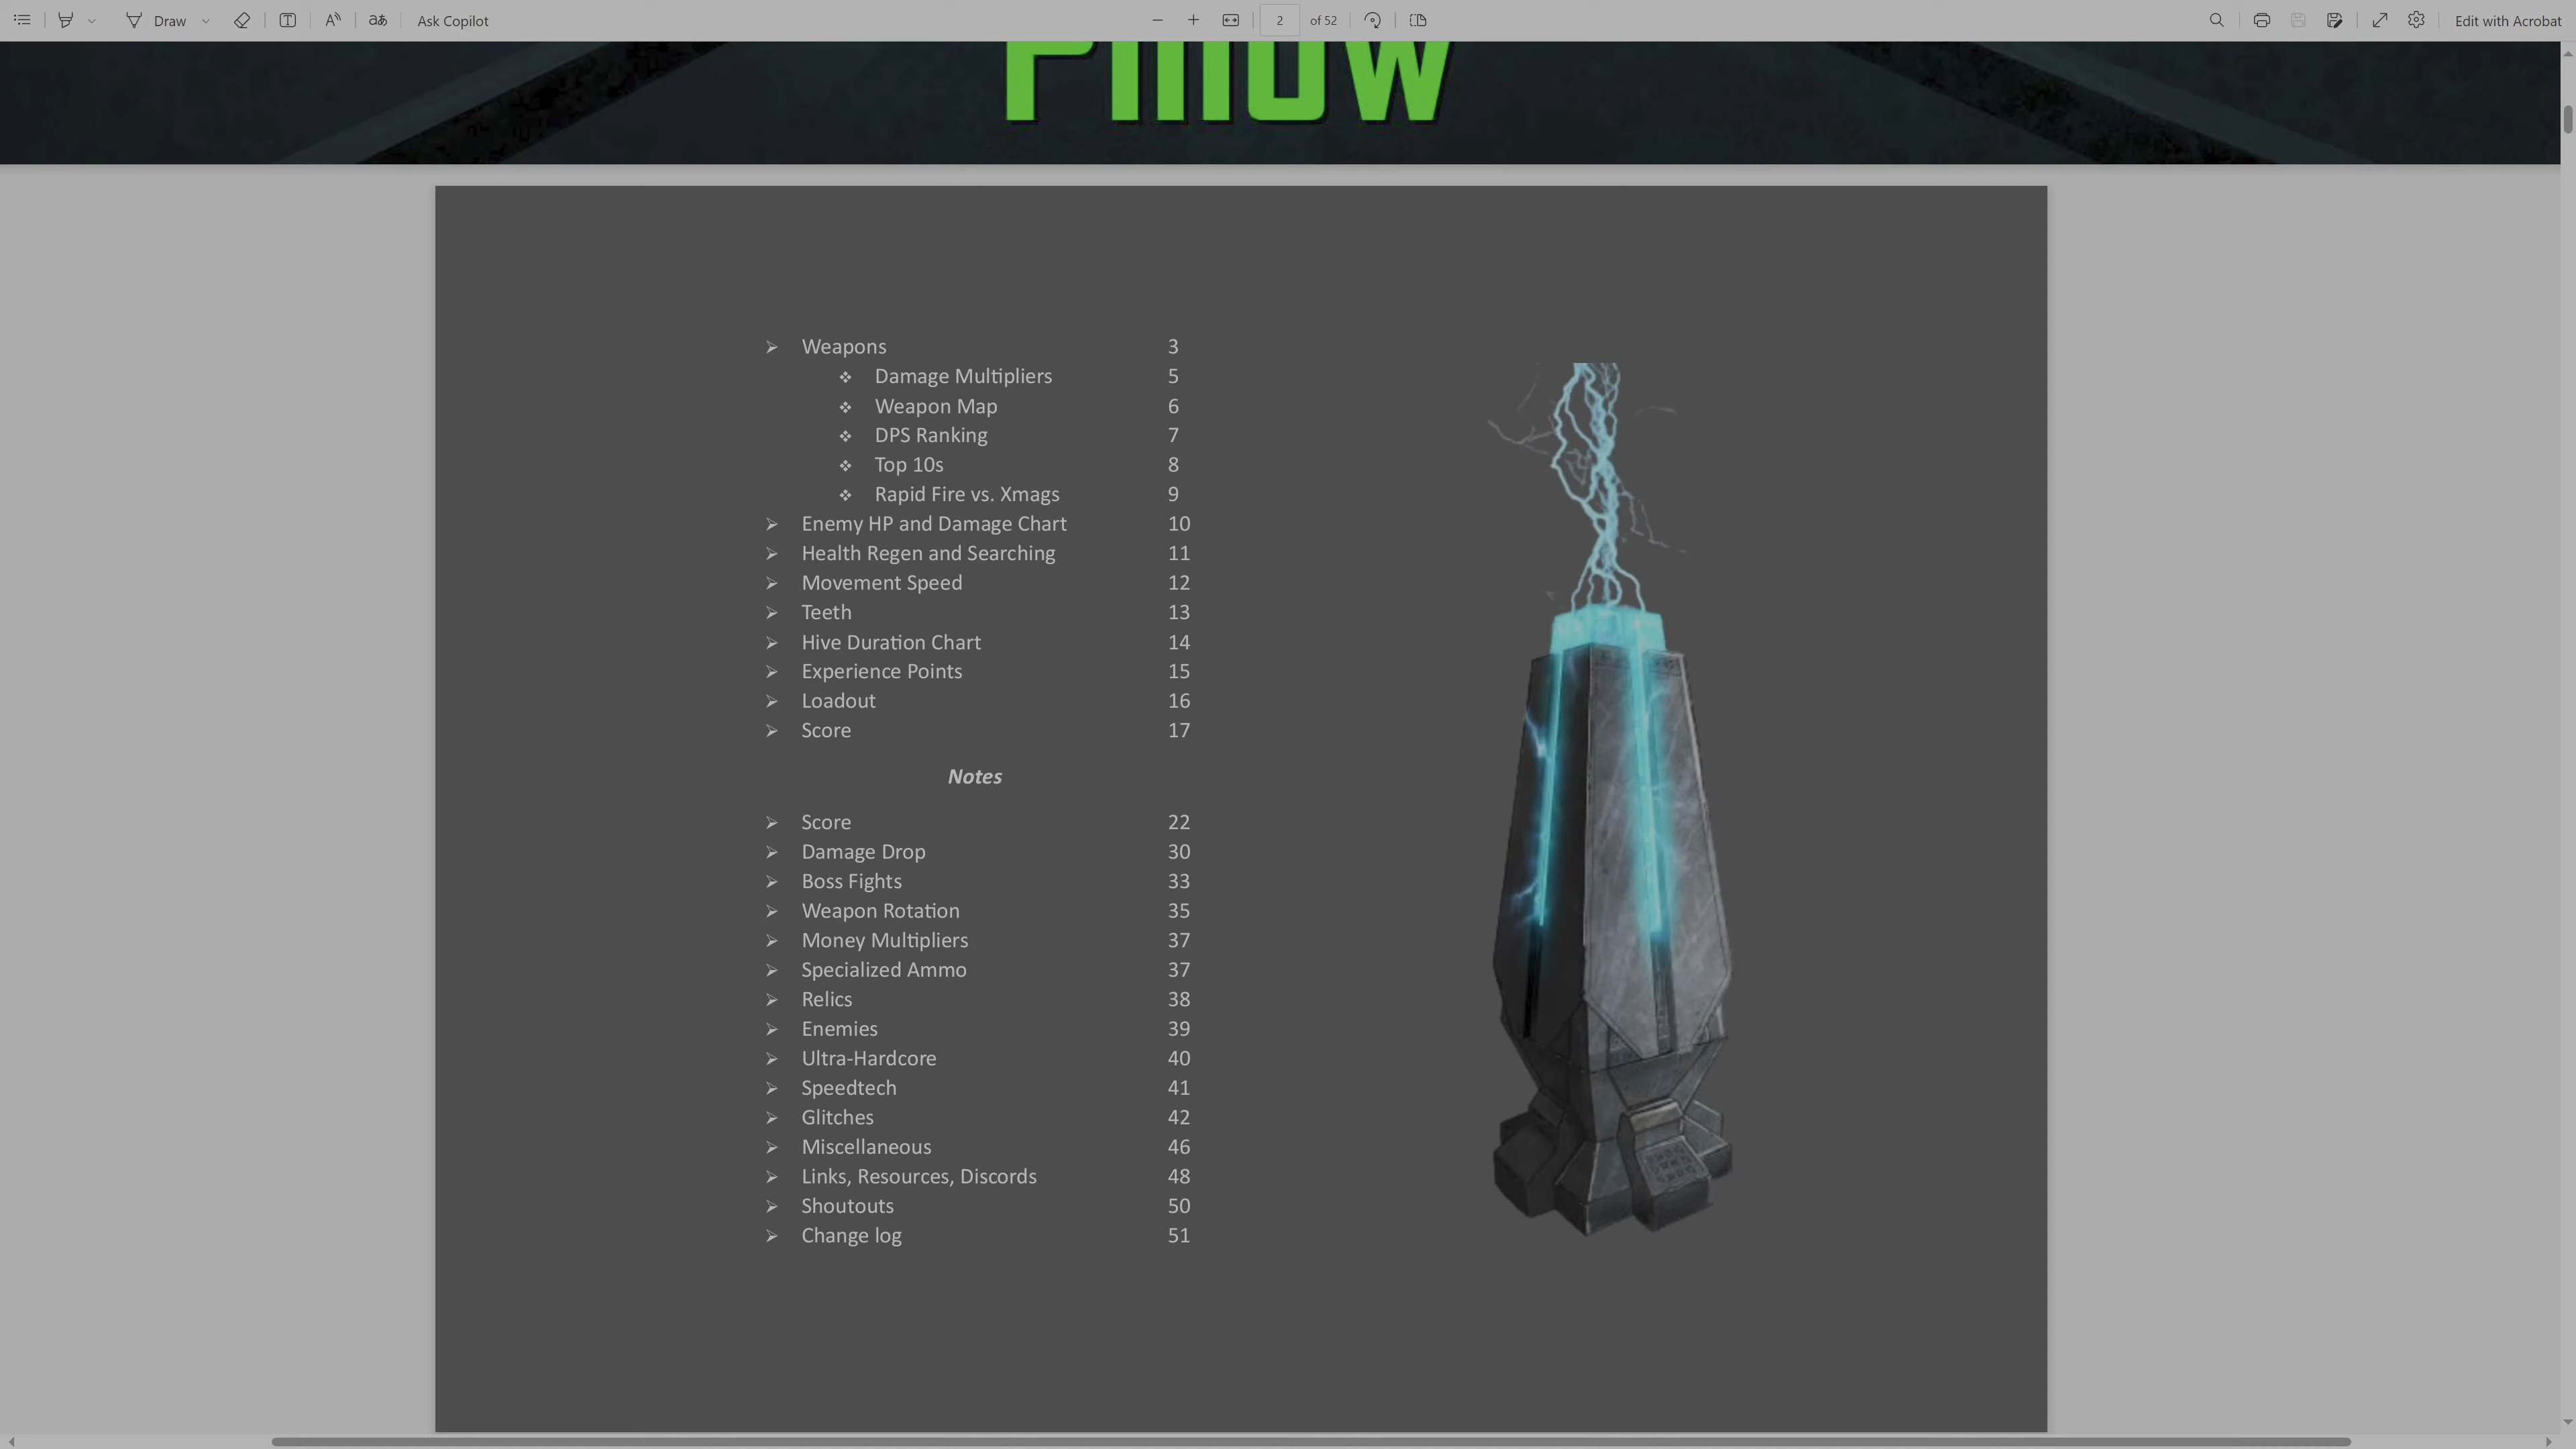 Draw
Ask Copilot
2 of 52
Edit with Acrobat
Weapons 3
Damage Multipliers 5
Weapon Map 6
DPS Ranking 7
Top 10s 8
Rapid Fire vs. Xmags 9
Enemy HP and Damage Chart 10
Health Regen and Searching 11
Movement Speed 12
Teeth 13
Hive Duration Chart 14
Experience Points 15
Loadout 16
Score 17
Notes
Score 22
Damage Drop 30
Boss Fights 33
Weapon Rotation 35
Money Multipliers 37
Specialized Ammo 37
Relics 38
Enemies 39
Ultra-Hardcore 40
Speedtech 41
Glitches 42
Miscellaneous 46
Links, Resources, Discords 48
Shoutouts 50
Change log 51